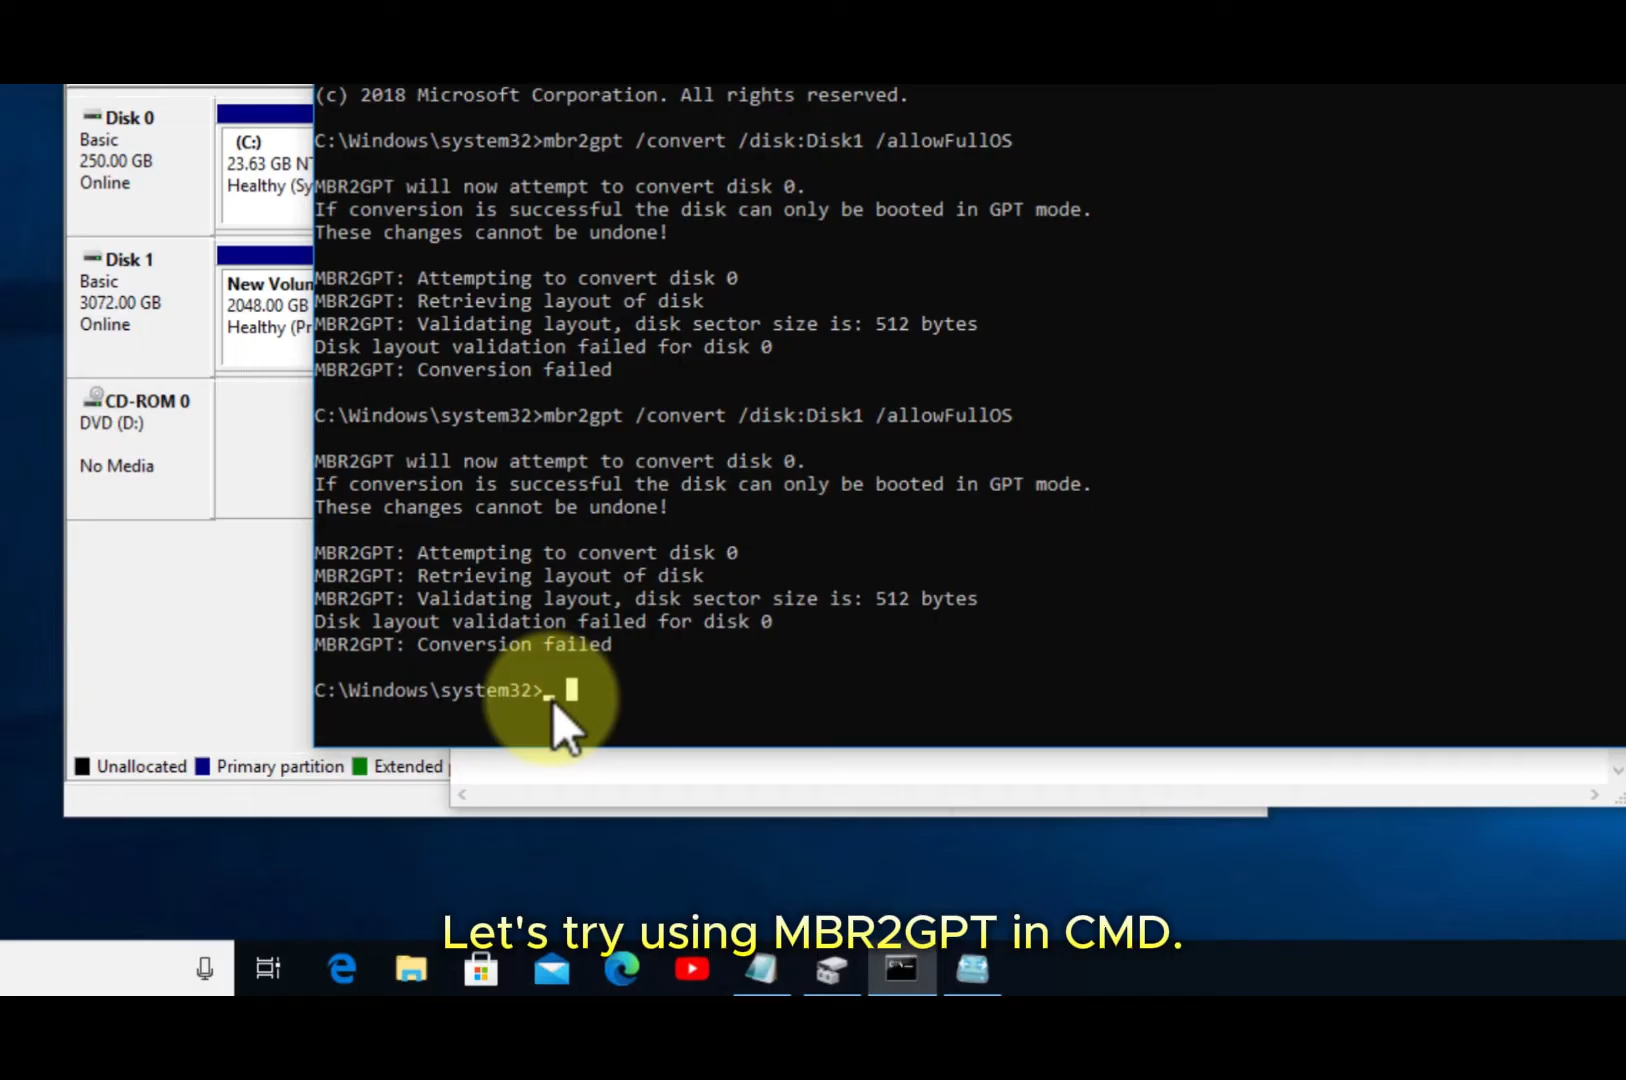 Disk 0
Basic
250.00 GB
Online
(C:)
23.63 GB NT
Healthy (Sy
Disk 1
Basic
3072.00 GB
Online
New Volum
2048.00 GB
Healthy (Pr
CD-ROM 0
DVD (D:)
No Media
(c) 2018 Microsoft Corporation. All rights reserved.
C:\Windows\system32>mbr2gpt /convert /disk:Disk1 /allowFullOS
MBR2GPT will now attempt to convert disk 0.
If conversion is successful the disk can only be booted in GPT mode.
These changes cannot be undone!
MBR2GPT: Attempting to convert disk 0
MBR2GPT: Retrieving layout of disk
MBR2GPT: Validating layout, disk sector size is: 512 bytes
Disk layout validation failed for disk 0
MBR2GPT: Conversion failed
C:\Windows\system32>mbr2gpt /convert /disk:Disk1 /allowFullOS
MBR2GPT will now attempt to convert disk 0.
If conversion is successful the disk can only be booted in GPT mode.
These changes cannot be undone!
MBR2GPT: Attempting to convert disk 0
MBR2GPT: Retrieving layout of disk
MBR2GPT: Validating layout, disk sector size is: 512 bytes
Disk layout validation failed for disk 0
MBR2GPT: Conversion failed
C:\Windows\system32>_
Unallocated Primary partition Extended
Let's try using MBR2GPT in CMD.